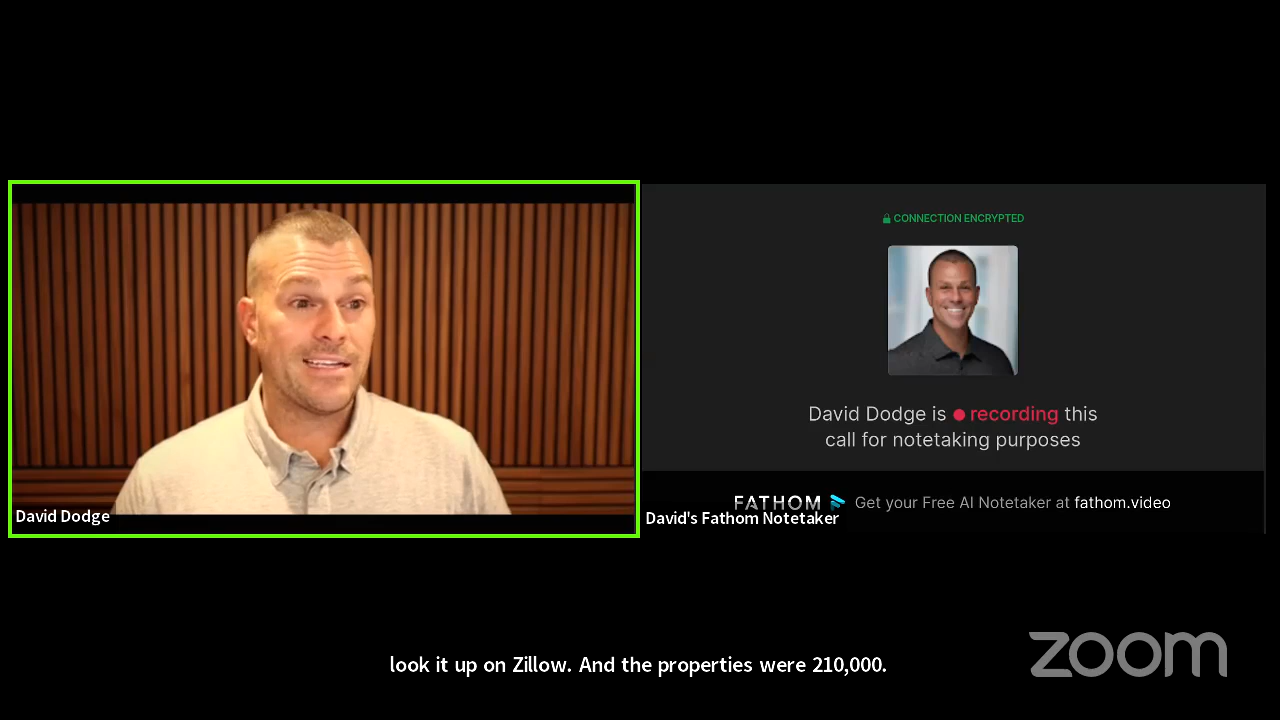 CONNECTION ENCRYPTED
David Dodge is recording this
call for notetaking purposes
FATHOM Get your Free AI Notetaker at fathom.video
David Dodge
David's Fathom Notetaker
look it up on Zillow. And the properties were 210,000.
zoom